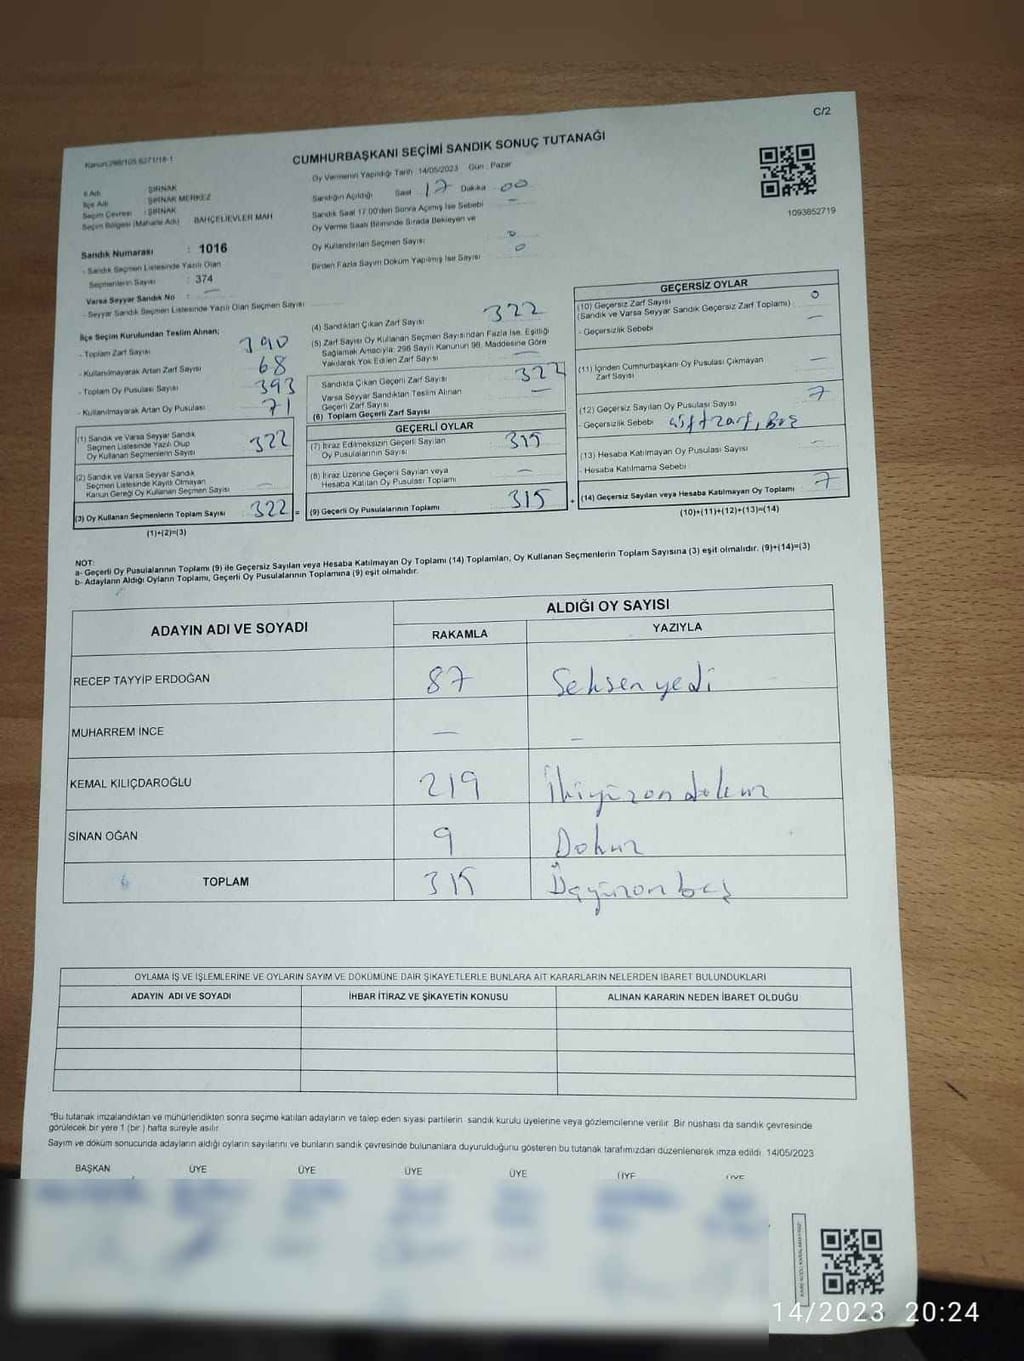 C/2
Kanun:298/105,6271/18-1
CUMHURBAŞKANI SEÇİMİ SANDIK SONUÇ TUTANAĞI
1093852719
İl Adı : ŞIRNAK
İlçe Adı : ŞIRNAK MERKEZ
Seçim Çevresi : ŞIRNAK
Seçim Bölgesi (Mahalle Adı) : BAHÇELİEVLER MAH
Sandık Numarası : 1016
- Sandık Seçmen Listesinde Yazılı Olan
Seçmenlerin Sayısı : 374
Varsa Seyyar Sandık No : —
- Seyyar Sandık Seçmen Listesinde Yazılı Olan Seçmen Sayısı :
Oy Vermenin Yapıldığı Tarih :14/05/2023 Gün : Pazar
Sandığın Açıldığı Saat 17 Dakika 00
Sandık Saat 17.00'den Sonra Açılmış İse Sebebi —
Oy Verme Saati Bitiminde Sırada Bekleyen ve
Oy Kullandırılan Seçmen Sayısı 0
Birden Fazla Sayım Döküm Yapılmış İse Sayısı 0
İlçe Seçim Kurulundan Teslim Alınan;
- Toplam Zarf Sayısı 390
- Kullanılmayarak Artan Zarf Sayısı 68
- Toplam Oy Pusulası Sayısı 393
- Kullanılmayarak Artan Oy Pusulası 71
(1) Sandık ve Varsa Seyyar Sandık
Seçmen Listesinde Yazılı Olup
Oy Kullanan Seçmenlerin Sayısı 322
(2) Sandık ve Varsa Seyyar Sandık
Seçmen Listesinde Kayıtlı Olmayan
Kanun Gereği Oy Kullanan Seçmen Sayısı —
(3) Oy Kullanan Seçmenlerin Toplam Sayısı 322 =
(1)+(2)=(3)
(4) Sandıktan Çıkan Zarf Sayısı 322
(5) Zarf Sayısı Oy Kullanan Seçmen Sayısından Fazla İse, Eşitliği
Sağlamak Amacıyla; 298 Sayılı Kanunun 98. Maddesine Göre
Yakılarak Yok Edilen Zarf Sayısı —
Sandıkta Çıkan Geçerli Zarf Sayısı 322
Varsa Seyyar Sandıktan Teslim Alınan
Geçerli Zarf Sayısı —
(6) Toplam Geçerli Zarf Sayısı
GEÇERLİ OYLAR
(7) İtiraz Edilmeksizin Geçerli Sayılan
Oy Pusulalarının Sayısı 315
(8) İtiraz Üzerine Geçerli Sayılan veya
Hesaba Katılan Oy Pusulası Toplamı —
(9) Geçerli Oy Pusulalarının Toplamı 315 +
GEÇERSİZ OYLAR
(10) Geçersiz Zarf Sayısı 0
(Sandık ve Varsa Seyyar Sandık Geçersiz Zarf Toplamı)
- Geçersizlik Sebebi —
(11) İçinden Cumhurbaşkanı Oy Pusulası Çıkmayan
Zarf Sayısı —
(12) Geçersiz Sayılan Oy Pusulası Sayısı 7
- Geçersizlik Sebebi çift zarf, Boş
(13) Hesaba Katılmayan Oy Pusulası Sayısı —
- Hesaba Katılmama Sebebi
(14) Geçersiz Sayılan veya Hesaba Katılmayan Oy Toplamı 7
(10)+(11)+(12)+(13)=(14)
NOT:
a- Geçerli Oy Pusulalarının Toplamı (9) ile Geçersiz Sayılan veya Hesaba Katılmayan Oy Toplamı (14) Toplamları, Oy Kullanan Seçmenlerin Toplam Sayısına (3) eşit olmalıdır. (9)+(14)=(3)
b- Adayların Aldığı Oyların Toplamı, Geçerli Oy Pusulalarının Toplamına (9) eşit olmalıdır.
ADAYIN ADI VE SOYADI ALDIĞI OY SAYISI
RAKAMLA YAZIYLA
RECEP TAYYİP ERDOĞAN 87 Seksen yedi
MUHARREM İNCE — —
KEMAL KILIÇDAROĞLU 219 İkiyüzon dokuz
SİNAN OĞAN 9 Dokuz
TOPLAM 315 Üçyüzon beş
OYLAMA İŞ VE İŞLEMLERİNE VE OYLARIN SAYIM VE DÖKÜMÜNE DAİR ŞİKAYETLERLE BUNLARA AİT KARARLARIN NELERDEN İBARET BULUNDUKLARI
ADAYIN ADI VE SOYADI İHBAR İTİRAZ VE ŞİKAYETİN KONUSU ALINAN KARARIN NEDEN İBARET OLDUĞU
*Bu tutanak imzalandıktan ve mühürlendikten sonra seçime katılan adayların ve talep eden siyasi partilerin sandık kurulu üyelerine veya gözlemcilerine verilir. Bir nüshası da sandık çevresinde
görülecek bir yere 1 (bir ) hafta süreyle asılır.
Sayım ve döküm sonucunda adayların aldığı oyların sayılarını ve bunların sandık çevresinde bulunanlara duyurulduğunu gösteren bu tutanak tarafımızdan düzenlenerek imza edildi. 14/05/2023
BAŞKAN ÜYE ÜYE ÜYE ÜYE ÜYE ÜYE
14/2023 20:24